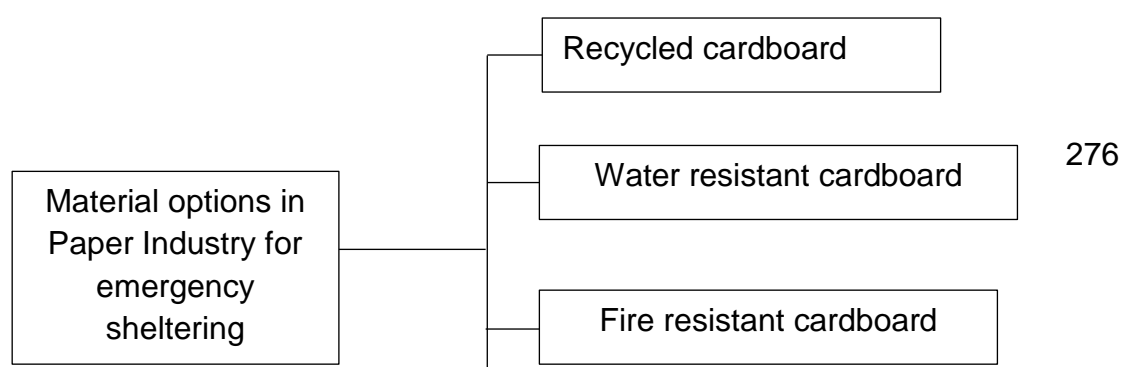 Recycled cardboard
276
Water resistant cardboard
Material options in
Paper Industry for
emergency
sheltering
Fire resistant cardboard